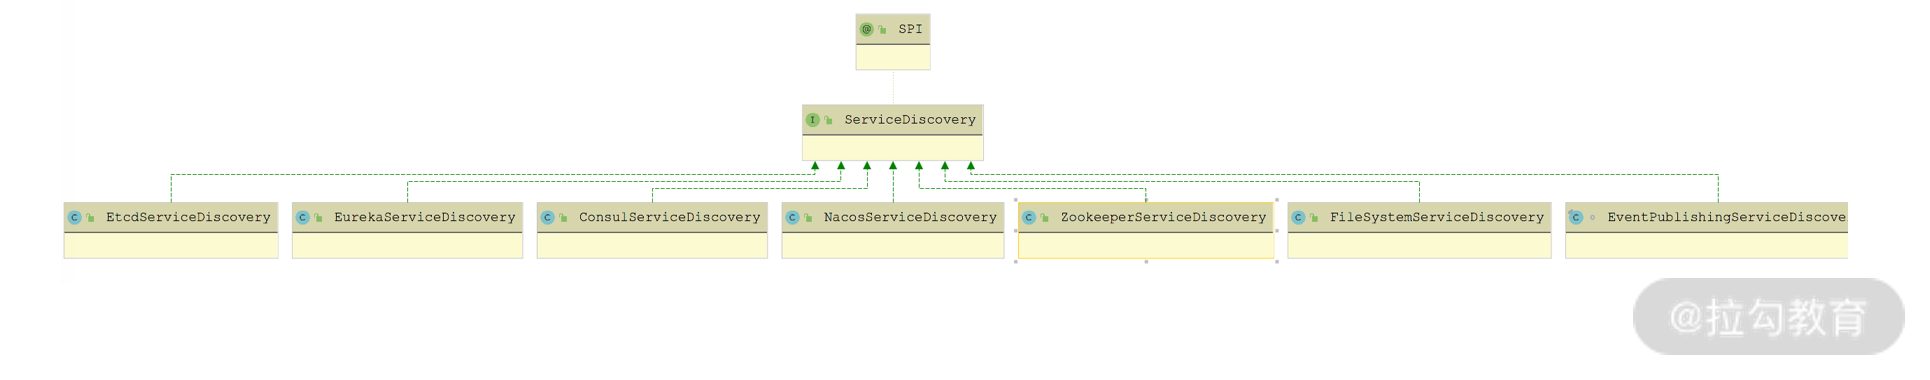 SPI
ServiceDiscovery
EtcdServiceDiscovery
EurekaServiceDiscovery
ConsulServiceDiscovery
NacosServiceDiscovery
ZookeeperServiceDiscovery
FileSystemServiceDiscovery
EventPublishingServiceDiscove
@拉勾教育